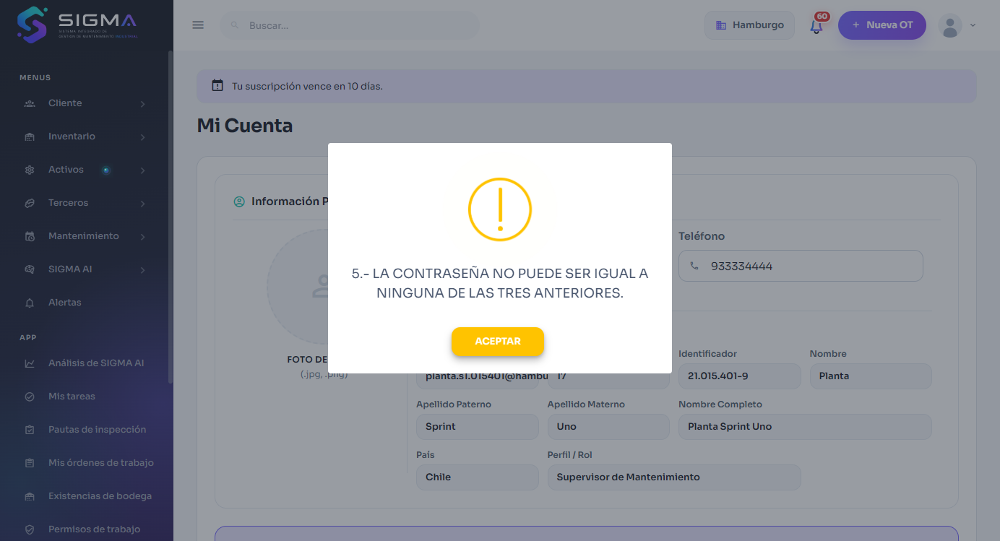 SIGMA
SISTEMA INTEGRADO DE
GESTIÓN DE MANTENIMIENTO INDUSTRIAL
Buscar...
Hamburgo
60
+ Nueva OT
MENUS
Cliente
Inventario
Activos
Terceros
Mantenimiento
SIGMA AI
Alertas
APP
Análisis de SIGMA AI
Mis tareas
Pautas de inspección
Mis órdenes de trabajo
Existencias de bodega
Permisos de trabajo
Tu suscripción vence en 10 días.
Mi Cuenta
Información P
Teléfono
933334444
5.- LA CONTRASEÑA NO PUEDE SER IGUAL A
NINGUNA DE LAS TRES ANTERIORES.
ACEPTAR
FOTO DE
(.jpg, .png)
Identificador
Nombre
planta.s1.015401@hambu
17
21.015.401-9
Planta
Apellido Paterno
Apellido Materno
Nombre Completo
Sprint
Uno
Planta Sprint Uno
País
Perfil / Rol
Chile
Supervisor de Mantenimiento